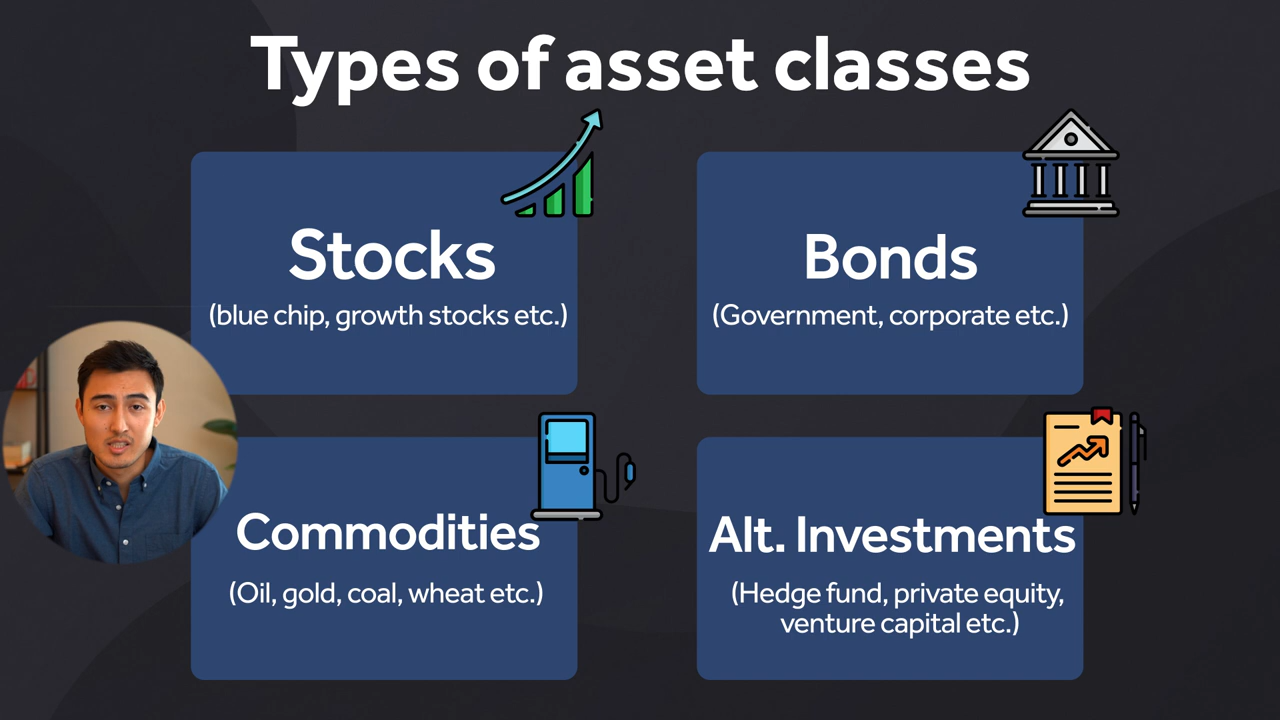 Types of asset classes
Stocks
(blue chip, growth stocks etc.)
Bonds
(Government, corporate etc.)
Commodities
(Oil, gold, coal, wheat etc.)
Alt. Investments
(Hedge fund, private equity,
venture capital etc.)